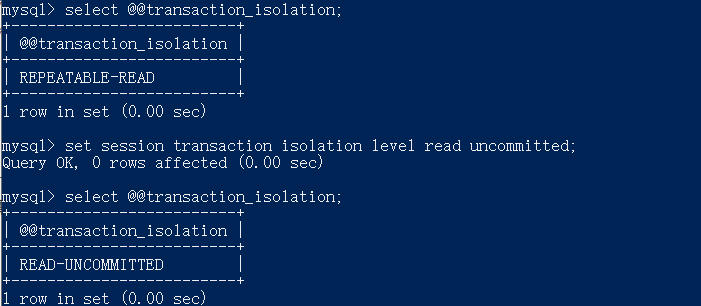 mysql> select @@transaction_isolation;
+-------------------------+
| @@transaction_isolation |
+-------------------------+
| REPEATABLE-READ         |
+-------------------------+
1 row in set (0.00 sec)
mysql> set session transaction isolation level read uncommitted;
Query OK, 0 rows affected (0.00 sec)
mysql> select @@transaction_isolation;
+-------------------------+
| @@transaction_isolation |
+-------------------------+
| READ-UNCOMMITTED        |
+-------------------------+
1 row in set (0.00 sec)